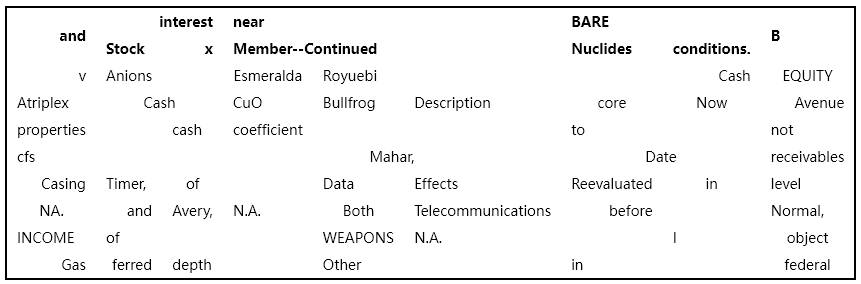 and interest near BARE B
Stock x Member--Continued Nuclides conditions.
v Anions Esmeralda Royuebi Cash EQUITY
Atriplex Cash CuO Bullfrog Description core Now Avenue
properties cash coefficient to not
cfs Mahar, Date receivables
Casing Timer, of Data Effects Reevaluated in level
NA. and Avery, N.A. Both Telecommunications before Normal,
INCOME of WEAPONS N.A. I object
Gas ferred depth Other in federal